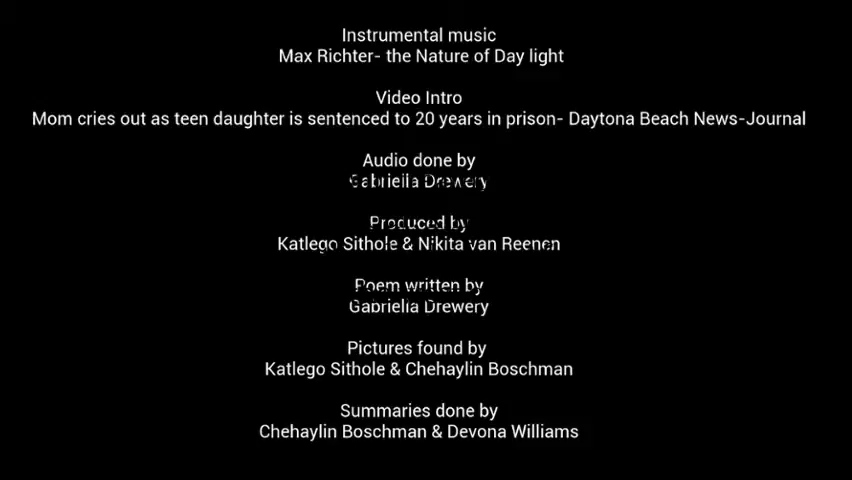 Instrumental music
Max Richter- the Nature of Day light
Video Intro
Mom cries out as teen daughter is sentenced to 20 years in prison- Daytona Beach News-Journal
Audio done by
Gabriella Drewery
Produced by
Katlego Sithole & Nikita van Reenen
Poem written by
Gabriella Drewery
Pictures found by
Katlego Sithole & Chehaylin Boschman
Summaries done by
Chehaylin Boschman & Devona Williams